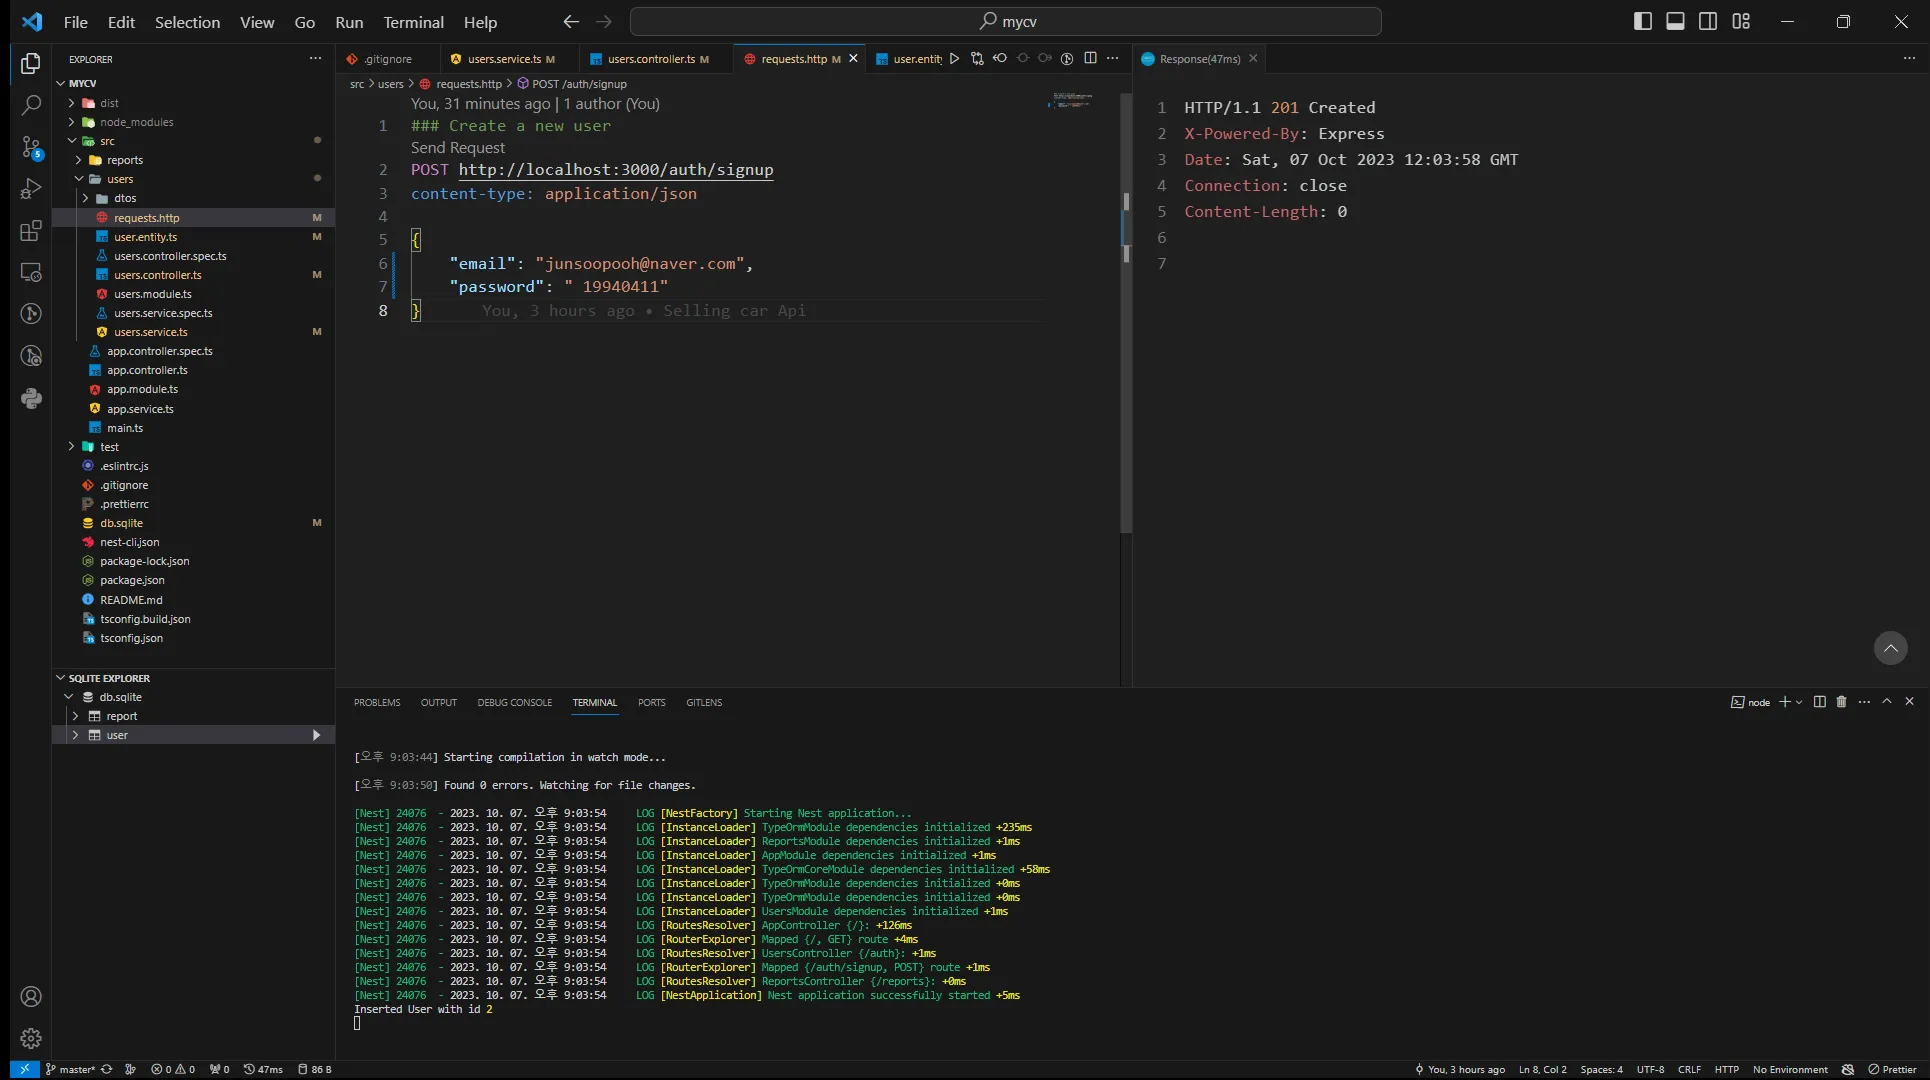 File Edit Selection View Go Run Terminal Help
mycv
EXPLORER
MYCV
dist
node_modules
src
reports
users
dtos
requests.http M
user.entity.ts M
users.controller.spec.ts
users.controller.ts M
users.module.ts
users.service.spec.ts
users.service.ts M
app.controller.spec.ts
app.controller.ts
app.module.ts
app.service.ts
main.ts
test
.eslintrc.js
.gitignore
.prettierrc
db.sqlite M
nest-cli.json
package-lock.json
package.json
README.md
tsconfig.build.json
tsconfig.json
SQLITE EXPLORER
db.sqlite
report
user
.gitignore users.service.ts M users.controller.ts M requests.http M user.entit
src > users > requests.http > POST /auth/signup
You, 31 minutes ago | 1 author (You)
1 ### Create a new user
Send Request
2 POST http://localhost:3000/auth/signup
3 content-type: application/json
4
5 {
6 "email": "junsoopooh@naver.com",
7 "password": " 19940411"
8 } You, 3 hours ago • Selling car Api
Response(47ms)
1 HTTP/1.1 201 Created
2 X-Powered-By: Express
3 Date: Sat, 07 Oct 2023 12:03:58 GMT
4 Connection: close
5 Content-Length: 0
6
7
PROBLEMS OUTPUT DEBUG CONSOLE TERMINAL PORTS GITLENS
node
[오후 9:03:44] Starting compilation in watch mode...
[오후 9:03:50] Found 0 errors. Watching for file changes.
[Nest] 24076 - 2023. 10. 07. 오후 9:03:54 LOG [NestFactory] Starting Nest application...
[Nest] 24076 - 2023. 10. 07. 오후 9:03:54 LOG [InstanceLoader] TypeOrmModule dependencies initialized +235ms
[Nest] 24076 - 2023. 10. 07. 오후 9:03:54 LOG [InstanceLoader] ReportsModule dependencies initialized +1ms
[Nest] 24076 - 2023. 10. 07. 오후 9:03:54 LOG [InstanceLoader] AppModule dependencies initialized +1ms
[Nest] 24076 - 2023. 10. 07. 오후 9:03:54 LOG [InstanceLoader] TypeOrmCoreModule dependencies initialized +58ms
[Nest] 24076 - 2023. 10. 07. 오후 9:03:54 LOG [InstanceLoader] TypeOrmModule dependencies initialized +0ms
[Nest] 24076 - 2023. 10. 07. 오후 9:03:54 LOG [InstanceLoader] TypeOrmModule dependencies initialized +0ms
[Nest] 24076 - 2023. 10. 07. 오후 9:03:54 LOG [InstanceLoader] UsersModule dependencies initialized +1ms
[Nest] 24076 - 2023. 10. 07. 오후 9:03:54 LOG [RoutesResolver] AppController {/}: +126ms
[Nest] 24076 - 2023. 10. 07. 오후 9:03:54 LOG [RouterExplorer] Mapped {/, GET} route +4ms
[Nest] 24076 - 2023. 10. 07. 오후 9:03:54 LOG [RoutesResolver] UsersController {/auth}: +1ms
[Nest] 24076 - 2023. 10. 07. 오후 9:03:54 LOG [RouterExplorer] Mapped {/auth/signup, POST} route +1ms
[Nest] 24076 - 2023. 10. 07. 오후 9:03:54 LOG [RoutesResolver] ReportsController {/reports}: +0ms
[Nest] 24076 - 2023. 10. 07. 오후 9:03:54 LOG [NestApplication] Nest application successfully started +5ms
Inserted User with id 2
5
master* 0 0 0 47ms 86 B You, 3 hours ago Ln 8, Col 2 Spaces: 4 UTF-8 CRLF HTTP No Environment Prettier